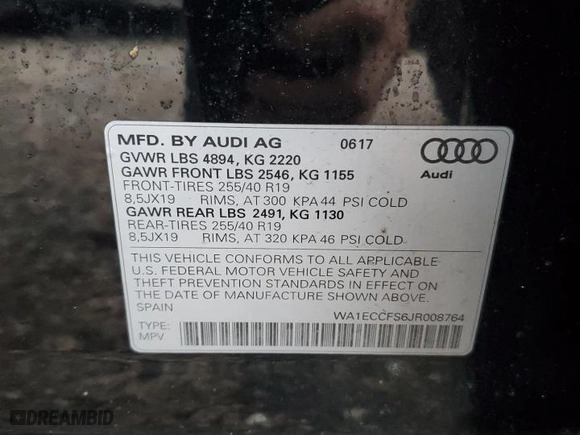 MFD. BY AUDI AG 0617
GVWR LBS 4894, KG 2220
GAWR FRONT LBS 2546, KG 1155
FRONT-TIRES 255/40 R19
8,5JX19 RIMS, AT 300 KPA 44 PSI COLD
GAWR REAR LBS 2491, KG 1130
REAR-TIRES 255/40 R19
8,5JX19 RIMS, AT 320 KPA 46 PSI COLD
Audi
THIS VEHICLE CONFORMS TO ALL APPLICABLE
U.S. FEDERAL MOTOR VEHICLE SAFETY AND
THEFT PREVENTION STANDARDS IN EFFECT ON
THE DATE OF MANUFACTURE SHOWN ABOVE.
SPAIN
WA1ECCFS6JR008764
TYPE:
MPV
DREAMBID